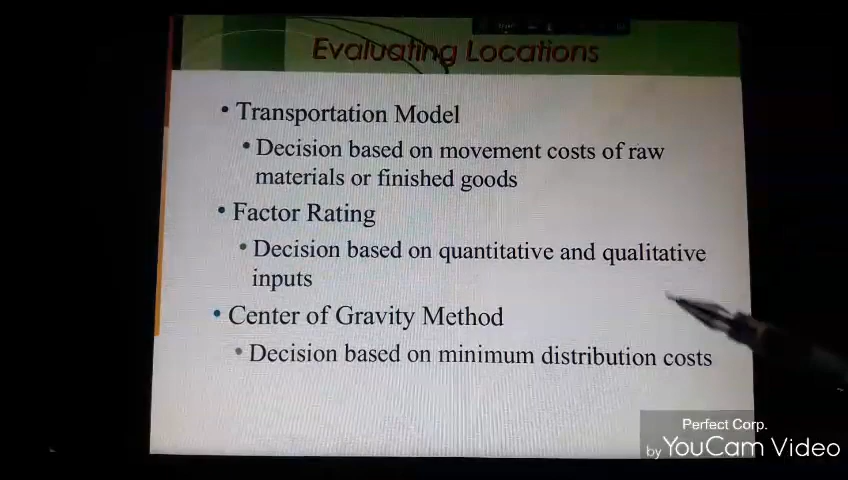 Evaluating Locations
• Transportation Model
• Decision based on movement costs of raw
materials or finished goods
• Factor Rating
• Decision based on quantitative and qualitative
inputs
• Center of Gravity Method
• Decision based on minimum distribution costs
Perfect Corp.
by YouCam Video